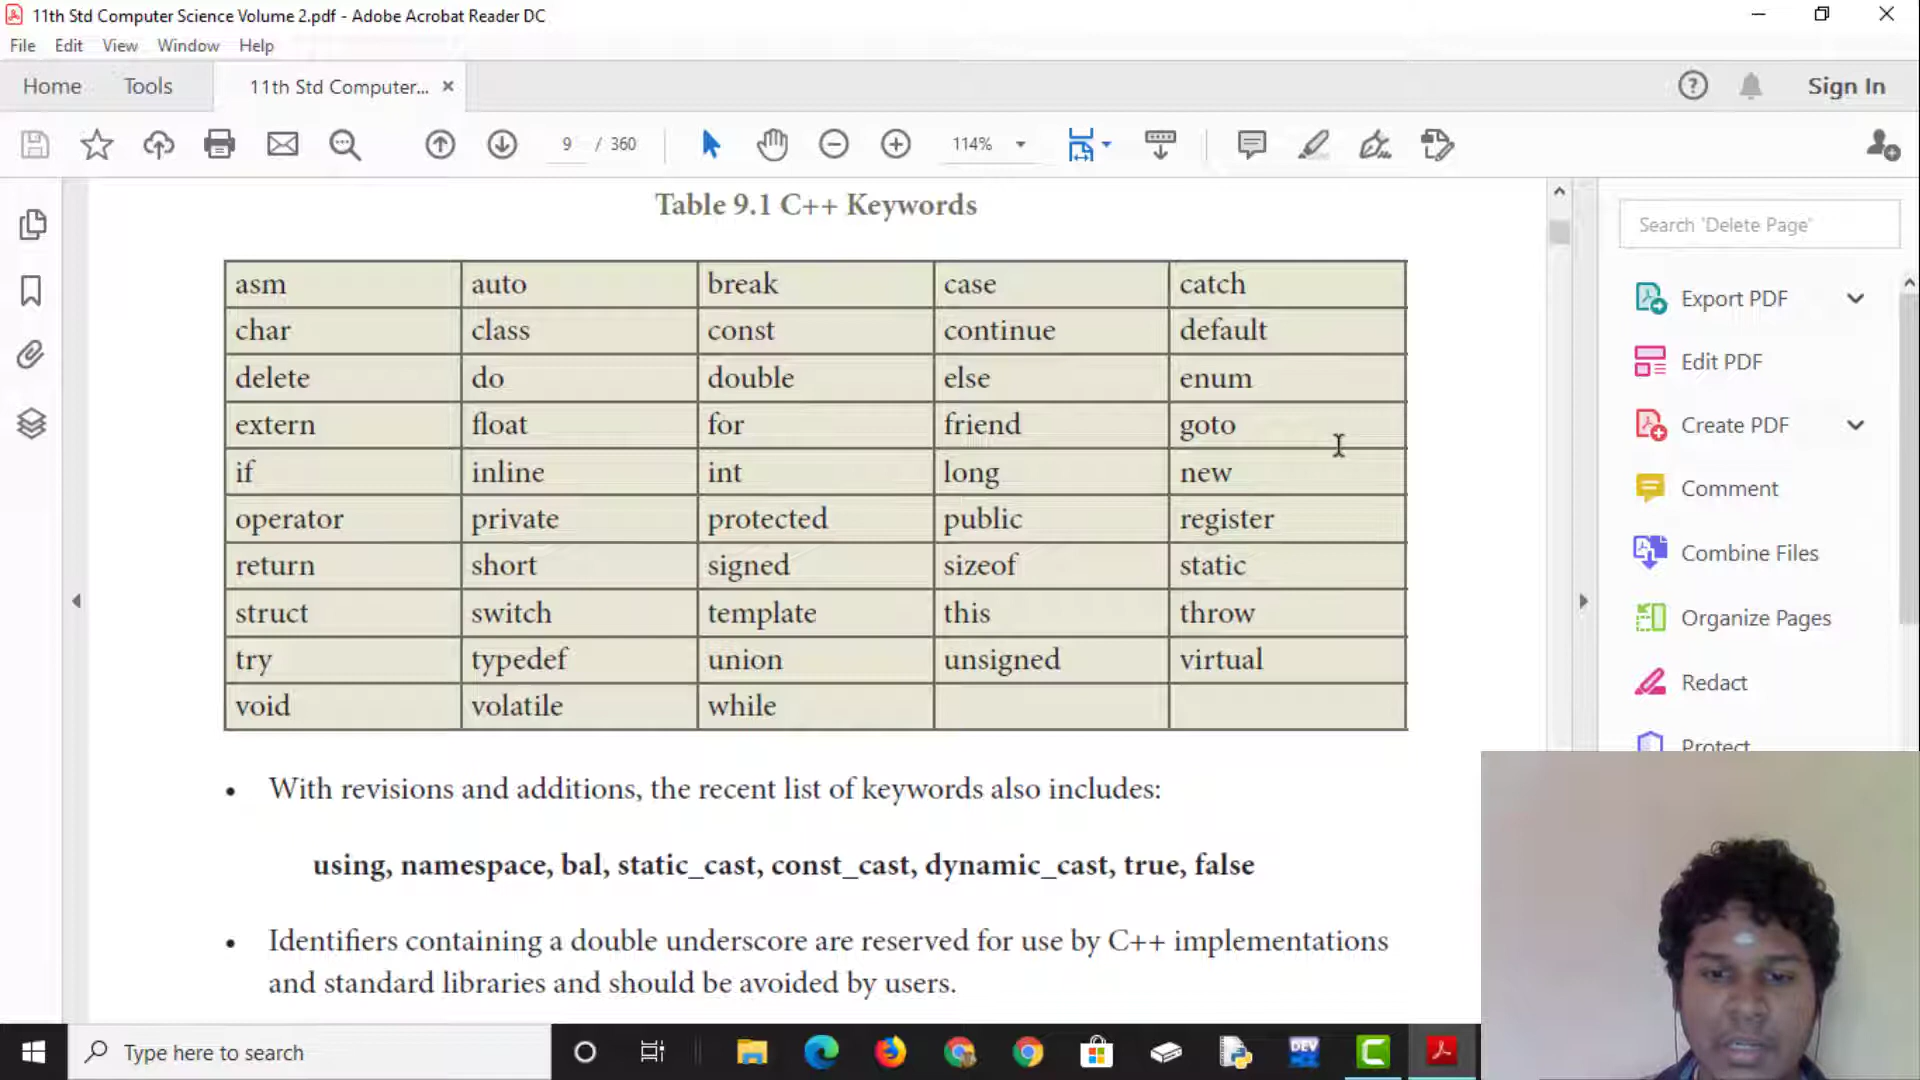 11th Std Computer Science Volume 2.pdf - Adobe Acrobat Reader DC
File Edit View Window Help
Home Tools 11th Std Computer... × Sign In
9 / 360 114%
Table 9.1 C++ Keywords
asm auto break case catch
char class const continue default
delete do double else enum
extern float for friend goto
if inline int long new
operator private protected public register
return short signed sizeof static
struct switch template this throw
try typedef union unsigned virtual
void volatile while
• With revisions and additions, the recent list of keywords also includes:
using, namespace, bal, static_cast, const_cast, dynamic_cast, true, false
• Identifiers containing a double underscore are reserved for use by C++ implementations
and standard libraries and should be avoided by users.
Search 'Delete Page'
Export PDF
Edit PDF
Create PDF
Comment
Combine Files
Organize Pages
Redact
Protect
Type here to search
DEV